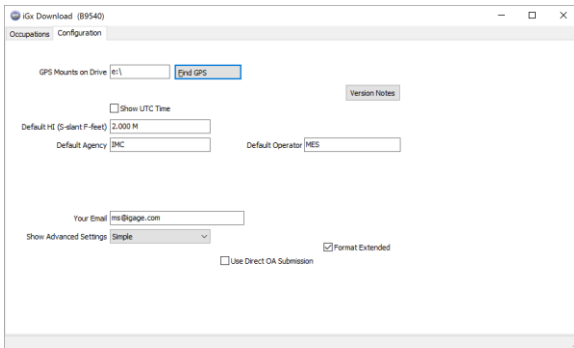 iGx Download (B9540)
Occupations Configuration
GPS Mounts on Drive e:\ Find GPS
Version Notes
Show UTC Time
Default HI (S-slant F-feet) 2.000 M
Default Agency IMC Default Operator MES
Your Email ms@igage.com
Show Advanced Settings Simple
Format Extended
Use Direct OA Submission